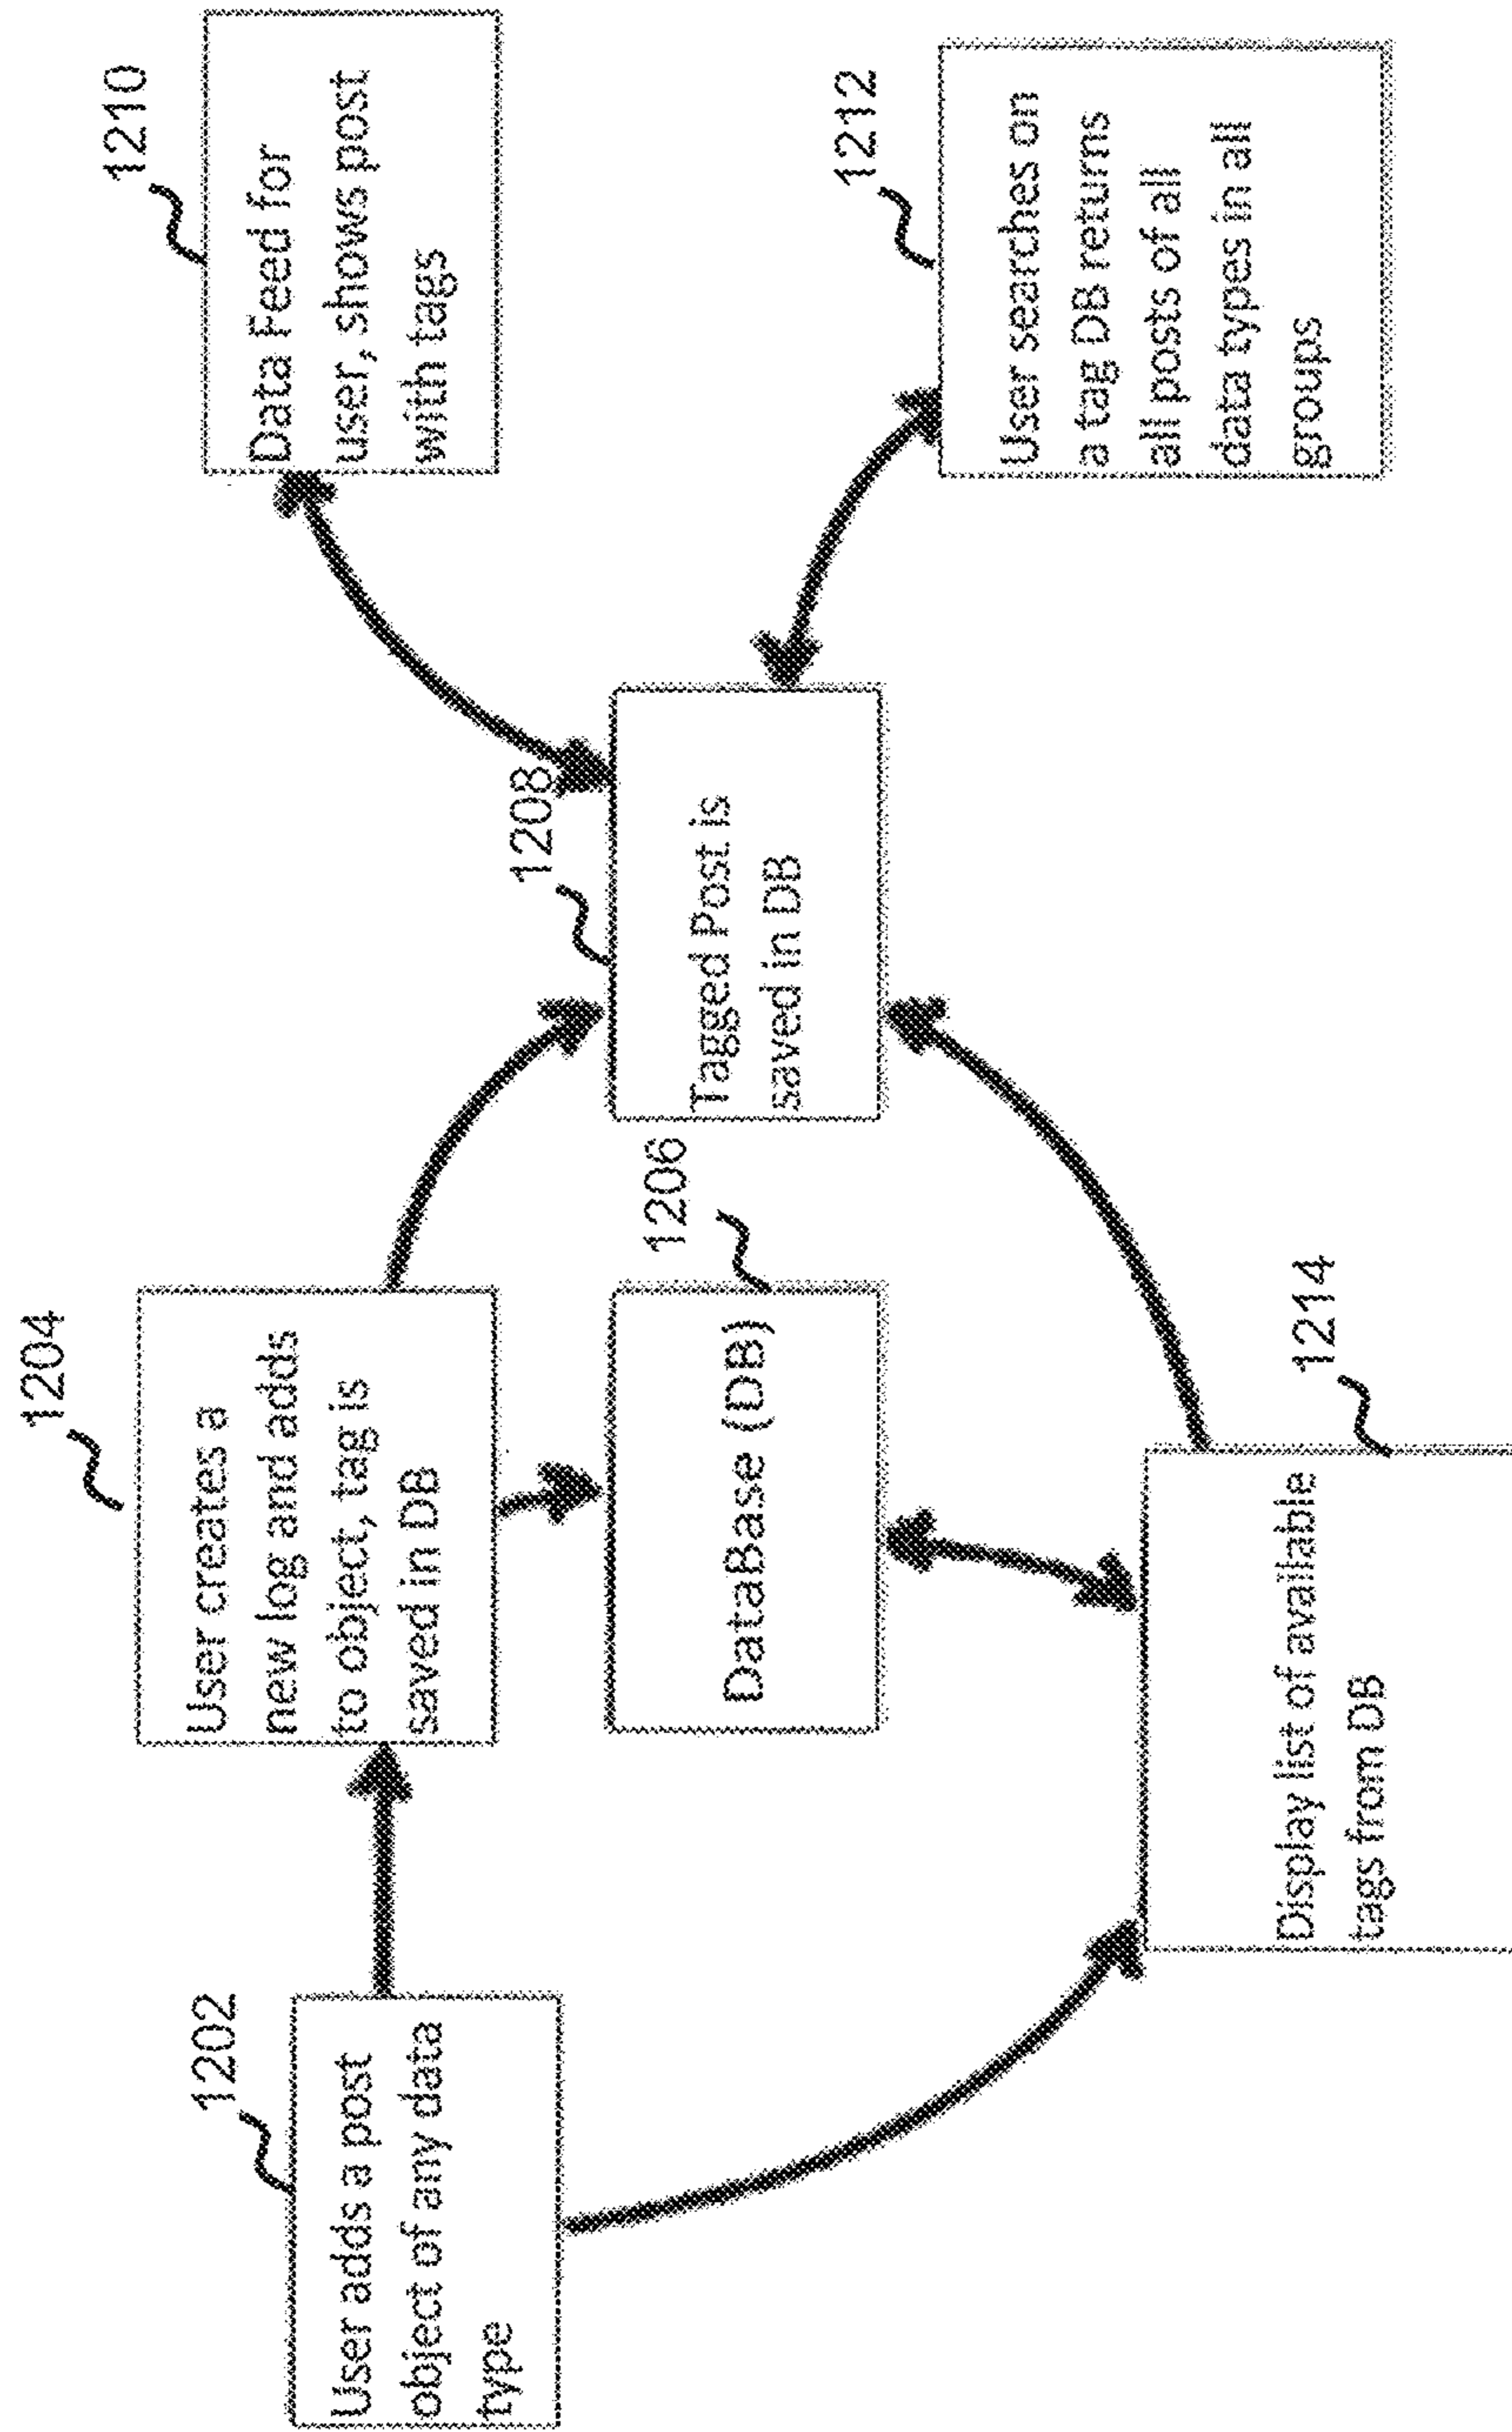 1202
User adds a post
object of any data
type
1204
User creates a
new log and adds
to object, tag is
saved in DB
1206
DataBase (DB)
1214
Display list of available
tags from DB
1208
Tagged Post is
saved in DB
1210
Data Feed for
user, shows post
with tags
1212
User searches on
a tag DB returns
all posts of all
data types in all
groups